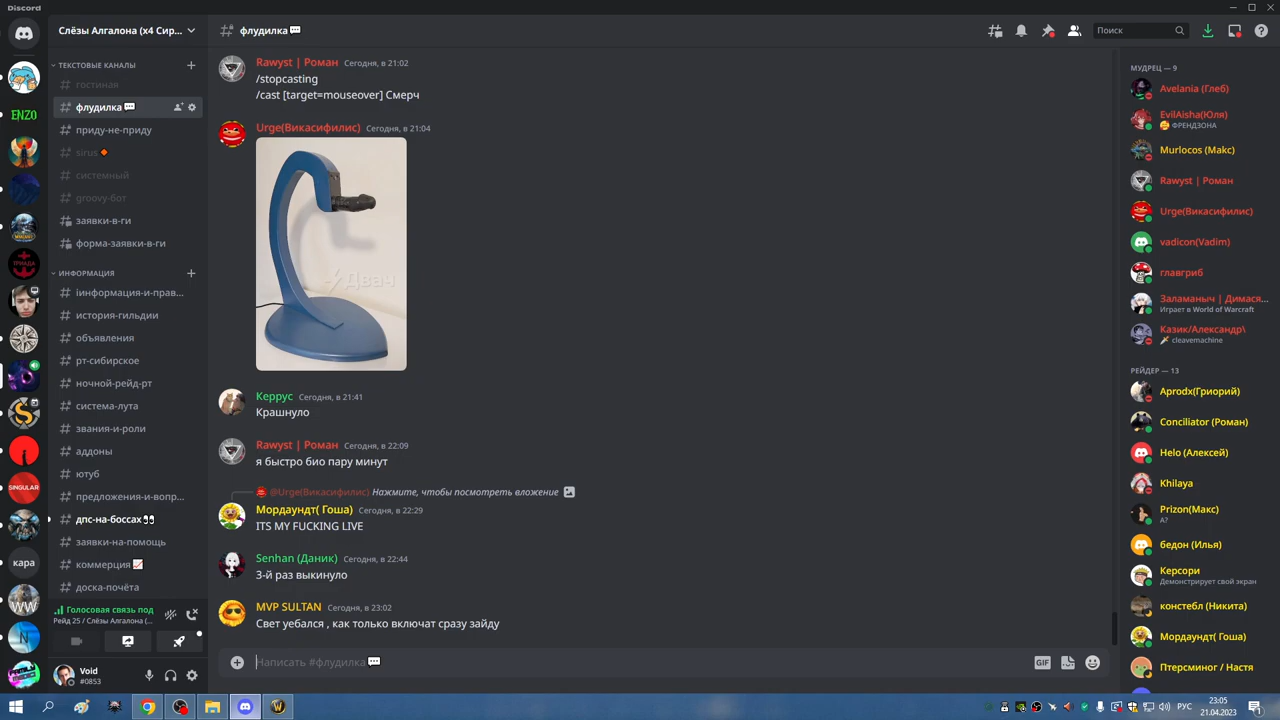 Discord
Слёзы Алгалона (x4 Сир...
флудилка
Поиск
ТЕКСТОВЫЕ КАНАЛЫ
гостиная
флудилка
приду-не-приду
sirus
системный
groovy-бот
заявки-в-ги
форма-заявки-в-ги
ИНФОРМАЦИЯ
iинформация-и-прав...
история-гильдии
объявления
рт-сибирское
ночной-рейд-рт
система-лута
звания-и-роли
аддоны
ютуб
предложения-и-вопр...
дпс-на-боссах
заявки-на-помощь
коммерция
доска-почёта
ENZO
ТРИАДА
SINGULAR
кара
WW
N
Голосовая связь под
Рейд 25 / Слёзы Алгалона (...
Void
#0853
Rawyst | Роман Сегодня, в 21:02
/stopcasting
/cast [target=mouseover] Смерч
Urge(Викасифилис) Сегодня, в 21:04
Двач
Керрус Сегодня, в 21:41
Крашнуло
Rawyst | Роман Сегодня, в 22:09
я быстро био пару минут
@Urge(Викасифилис) Нажмите, чтобы посмотреть вложение
Мордаундт( Гоша) Сегодня, в 22:29
ITS MY FUCKING LIVE
Senhan (Даник) Сегодня, в 22:44
3-й раз выкинуло
MVP SULTAN Сегодня, в 23:02
Свет уебался , как только включат сразу зайду
Написать #флудилка
GIF
МУДРЕЦ — 9
Avelania (Глеб)
EvilAisha(Юля)
ФРЕНДЗОНА
Murlocos (Макс)
Rawyst | Роман
Urge(Викасифилис)
vadicon(Vadim)
главгриб
Заламаныч | Димася...
Играет в World of Warcraft
Казик/Александр\
cleavemachine
РЕЙДЕР — 13
Aprodx(Гриорий)
Conciliator (Роман)
Helo (Алексей)
Khilaya
Prizon(Макс)
А?
бедон (Илья)
Керсори
Демонстрирует свой экран
констебл (Никита)
Мордаундт( Гоша)
Птерсминог / Настя
РУС
23:05
21.04.2023
1